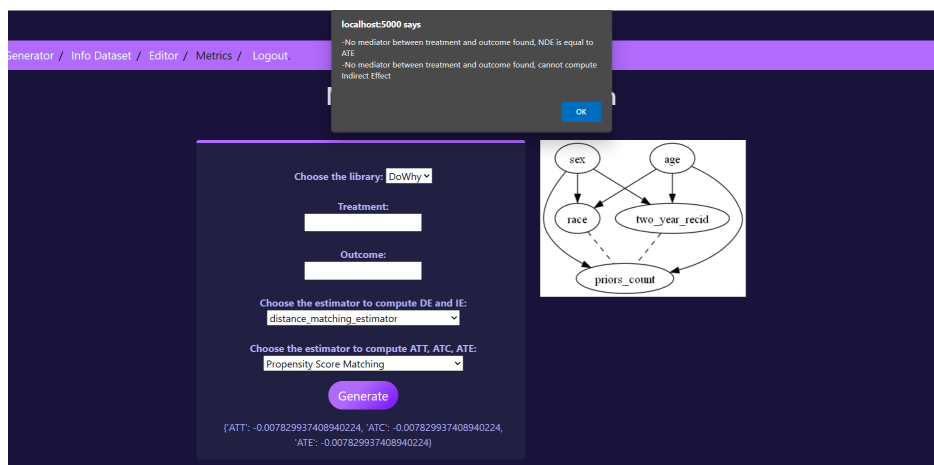 localhost:5000 says
-No mediator between treatment and outcome found, NDE is equal to
ATE
-No mediator between treatment and outcome found, cannot compute
Indirect Effect
OK
Generator / Info Dataset / Editor / Metrics / Logout.
Choose the library: DoWhy
Treatment:
Outcome:
Choose the estimator to compute DE and IE:
distance_matching_estimator
Choose the estimator to compute ATT, ATC, ATE:
Propensity Score Matching
Generate
{'ATT': -0.007829937408940224, 'ATC': -0.007829937408940224,
'ATE': -0.007829937408940224}
sex
age
race
two_year_recid
priors_count